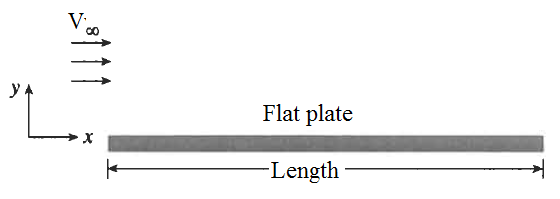 V∞
y
Flat plate
x
Length